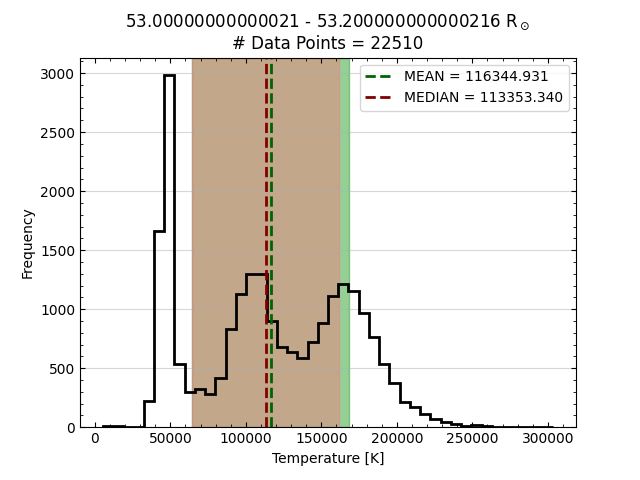 53.00000000000021 - 53.200000000000216 R⊙
# Data Points = 22510
MEAN = 116344.931
MEDIAN = 113353.340
3000
2500
2000
1500
1000
500
0
Frequency
0 50000 100000 150000 200000 250000 300000
Temperature [K]